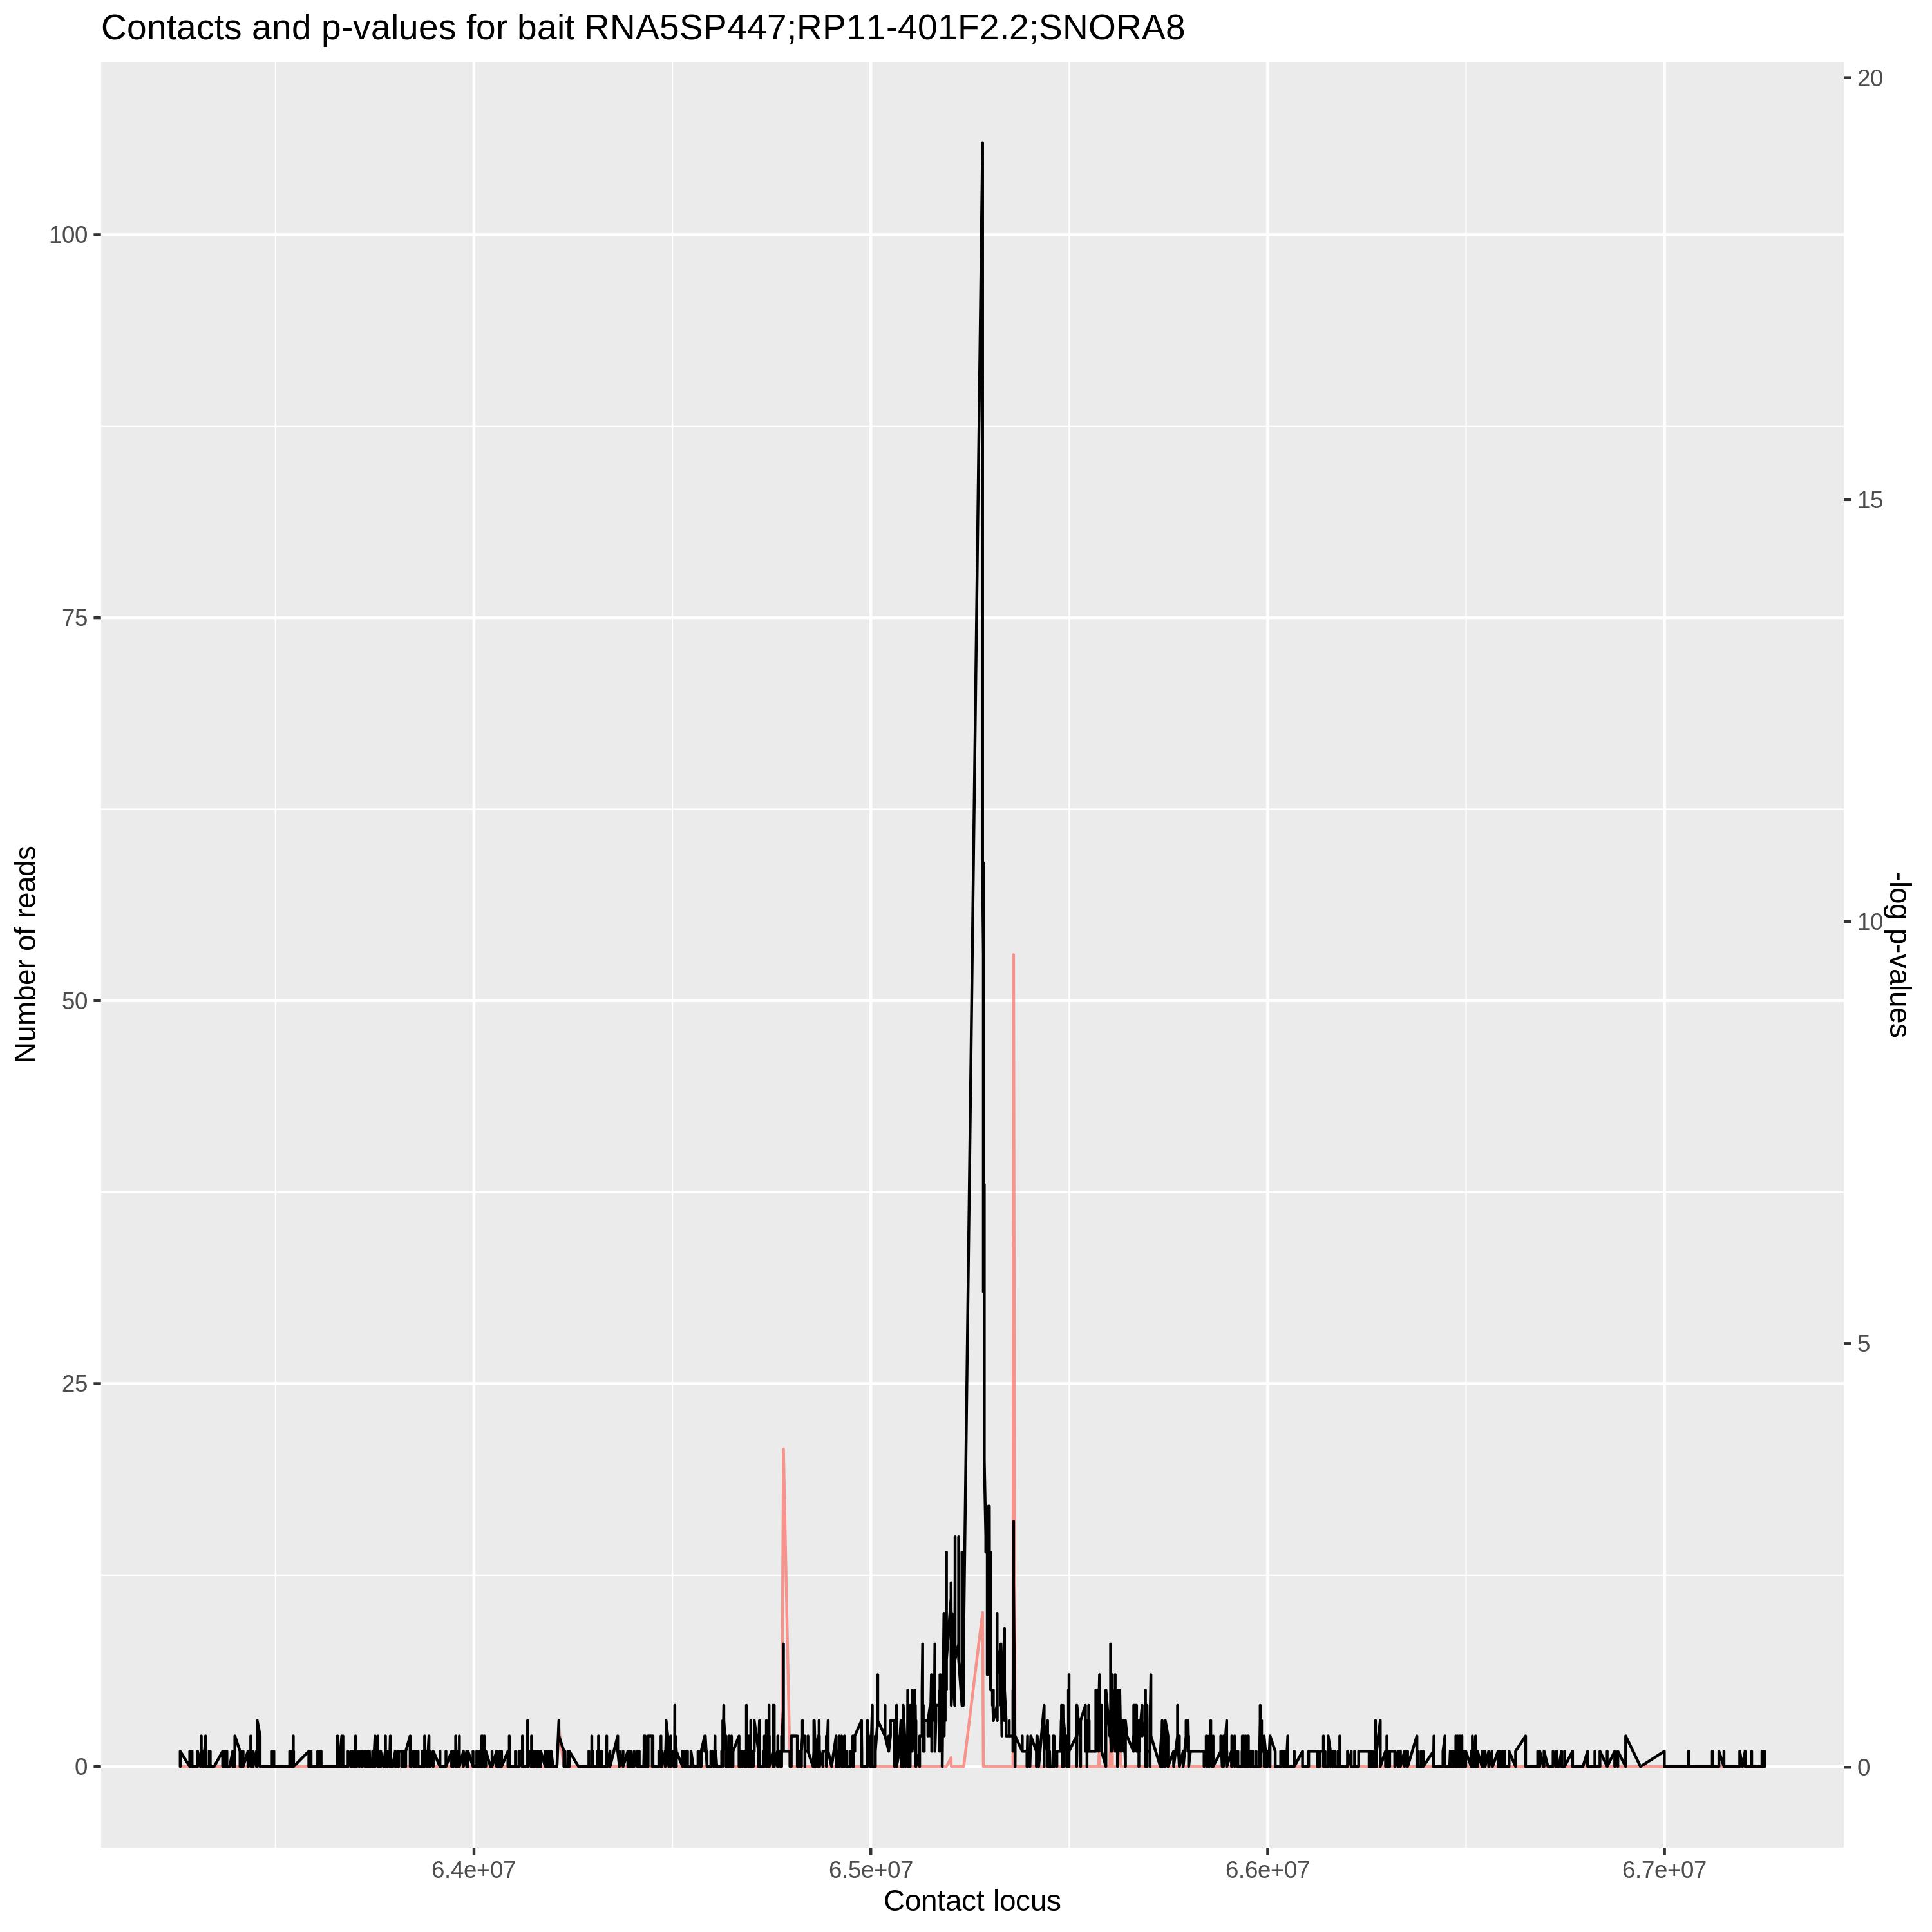 Contacts and p-values for bait RNA5SP447;RP11-401F2.2;SNORA8
20
100
15
75
Number of reads
10
-log p-values
50
5
25
0
0
6.4e+07
6.5e+07
6.6e+07
6.7e+07
Contact locus